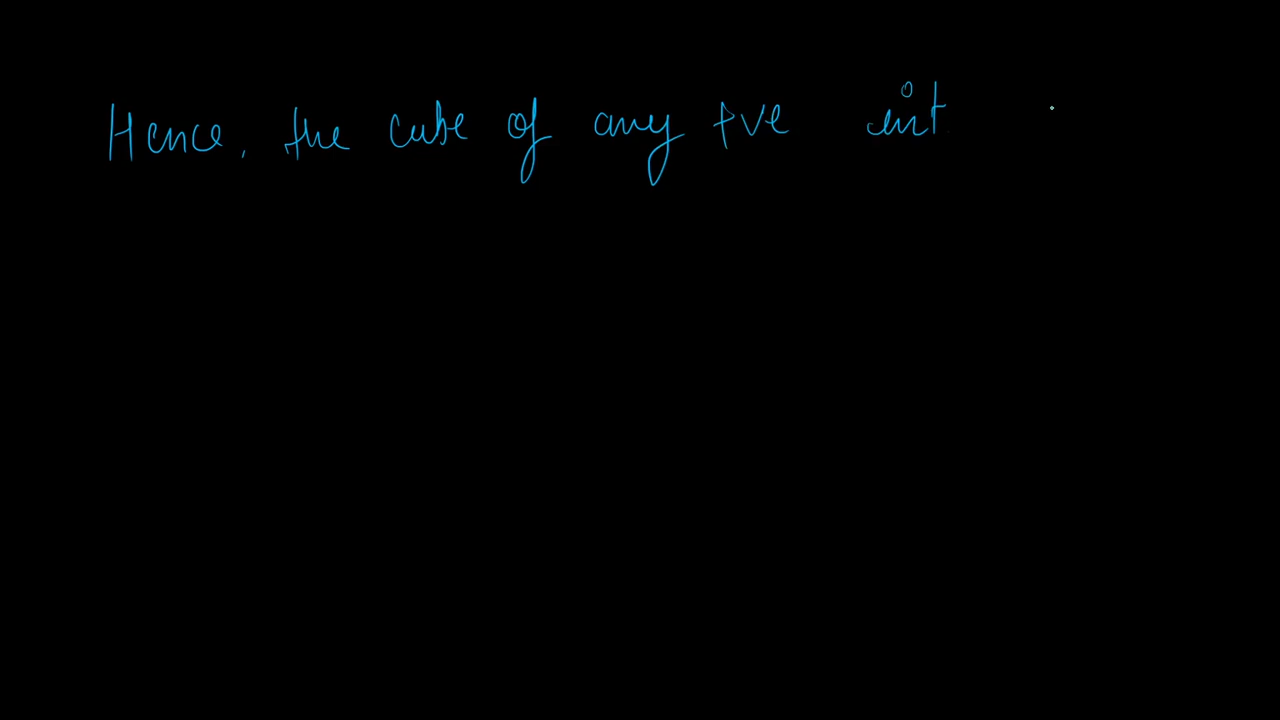 Hence, the cube of any +ve int